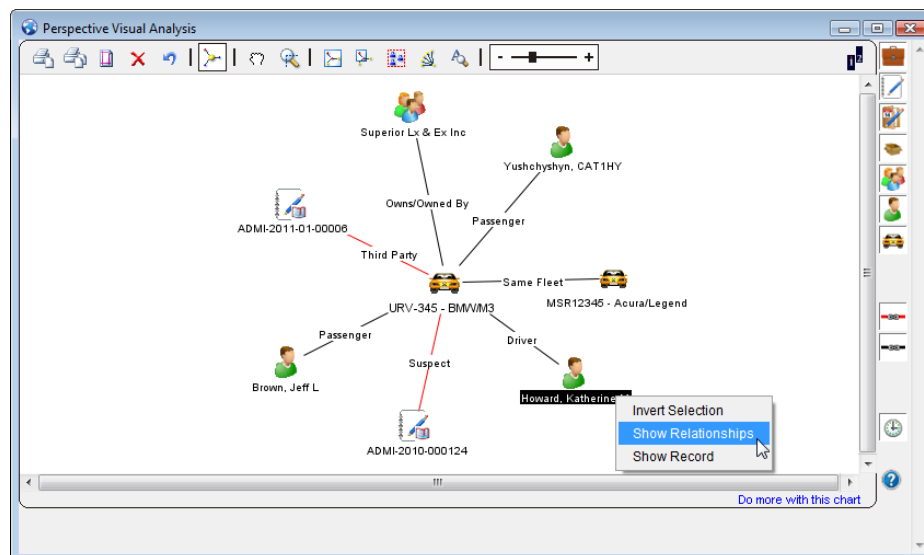 Perspective Visual Analysis
- +
Superior Lx & Ex Inc
Yushchyshyn, CAT1HY
Owns/Owned By
Passenger
ADMI-2011-01-00006
Third Party
Same Fleet
MSR12345 - Acura/Legend
URV-345 - BMW/M3
Passenger
Driver
Suspect
Brown, Jeff L
Howard, Katherine
ADMI-2010-000124
Invert Selection
Show Relationships
Show Record
Do more with this chart